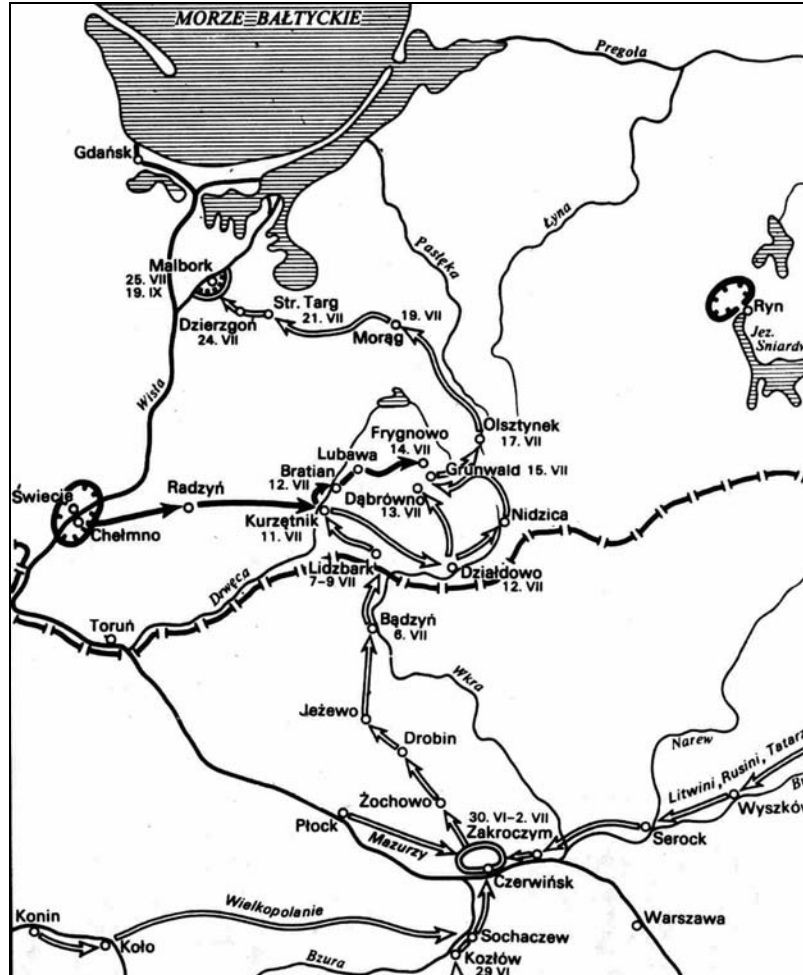 MORZE BAŁTYCKIE
Pregoła
Gdańsk
Łyna
Pasłęka
Malbork
25. VII
19. IX
Str. Targ
21. VII
19. VII
Ryn
Dzierzgoń
24. VII
Morąg
Jez.
Śniardw
Wisła
Olsztynek
17. VII
Frygnowo
14. VII
Lubawa
Bratian
12. VII
Grunwald 15. VII
Świecie
Radzyń
Dąbrówno
13. VII
Nidzica
Chełmno
Kurzętnik
11. VII
Lidzbark
7-9 VII
Działdowo
12. VII
Drwęca
Toruń
Bądzyń
6. VII
Wkra
Jeżewo
Drobin
Narew
Litwini, Rusini, Tatarz
Bu
Żochowo
30. VI-2. VII
Zakroczym
Wyszków
Płock
Mazurzy
Serock
Czerwińsk
Wielkopolanie
Warszawa
Konin
Koło
Sochaczew
Bzura
Kozłów
29 VI